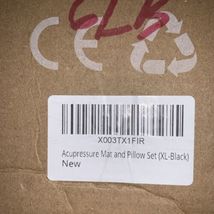 CE
X003TX1FIR
Acupressure Mat and Pillow Set (XL-Black)
New